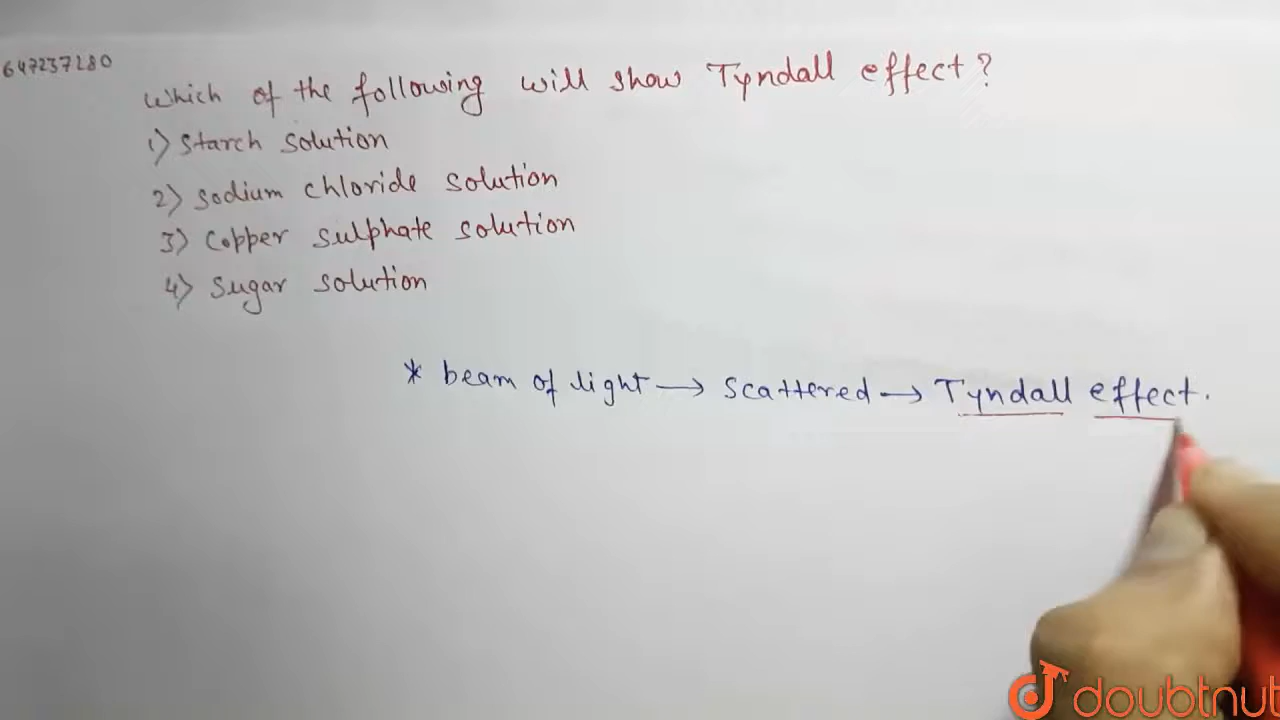 647237280
Which of the following will show Tyndall effect?
1) Starch solution
2) Sodium chloride solution
3) Copper sulphate solution
4) Sugar solution
* beam of light → scattered → Tyndall effect.
doubtnut